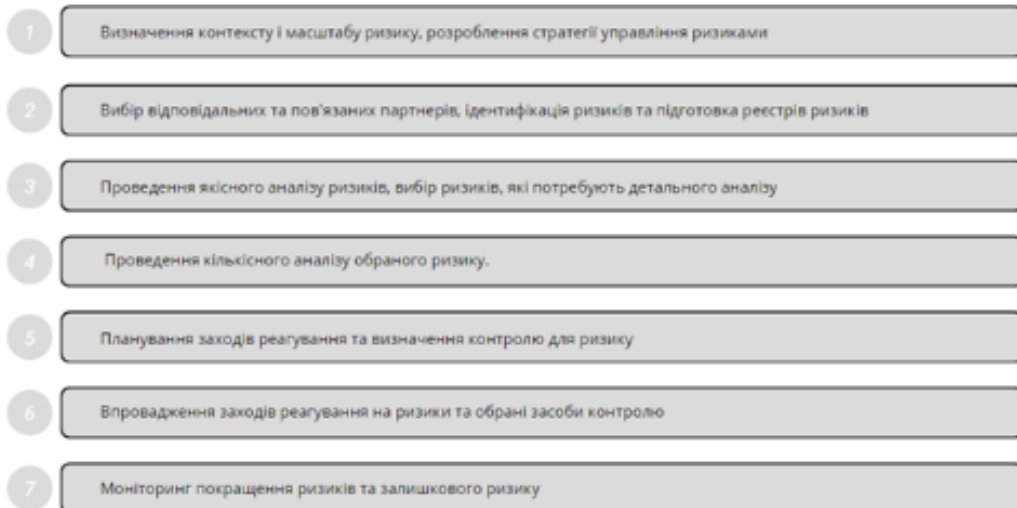 1 Визначення контексту і масштабу ризику, розроблення стратегії управління ризиками
2 Вибір відповідальних та пов'язаних партнерів, ідентифікація ризиків та підготовка реєстрів ризиків
3 Проведення якісного аналізу ризиків, вибір ризиків, які потребують детального аналізу
4 Проведення кількісного аналізу обраного ризику.
5 Планування заходів реагування та визначення контролю для ризику
6 Впровадження заходів реагування на ризики та обрані засоби контролю
7 Моніторинг покращення ризиків та залишкового ризику